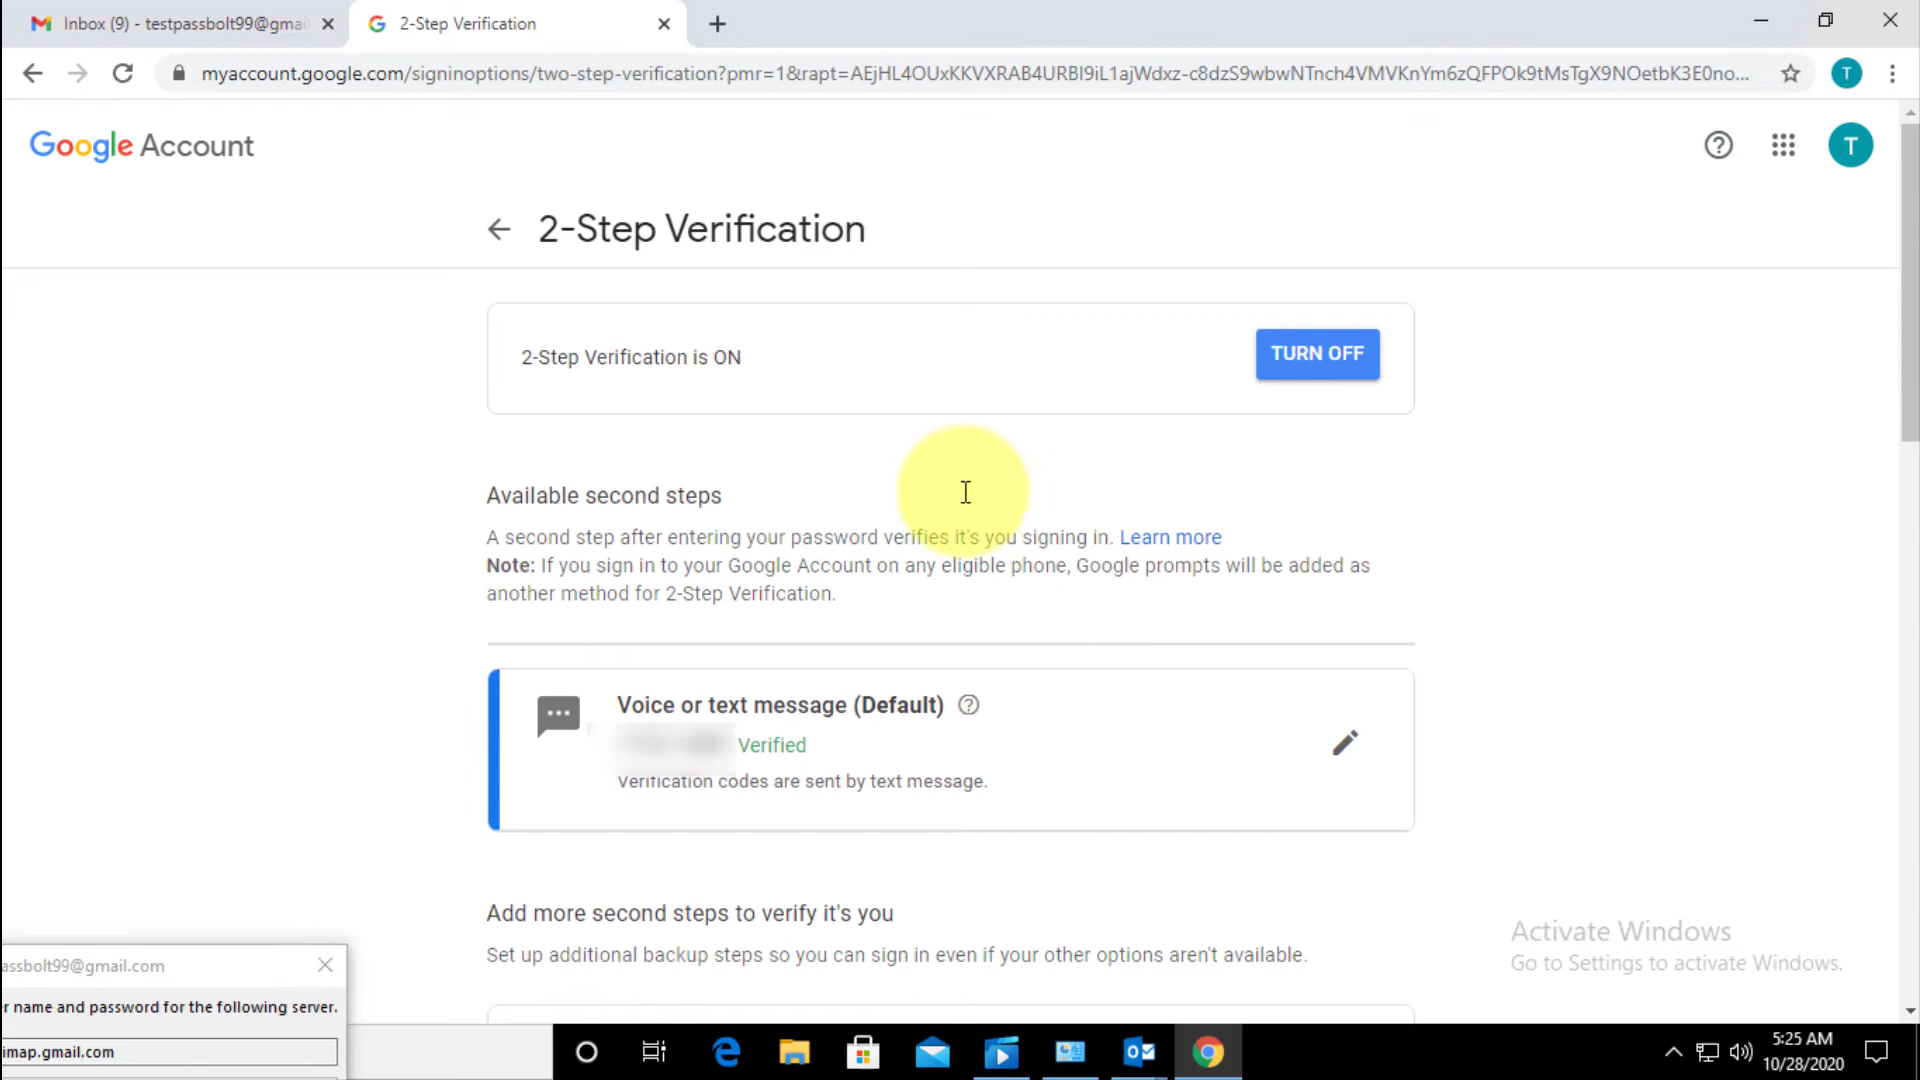 Inbox (9) - testpassbolt99@gmai
2-Step Verification
myaccount.google.com/signinoptions/two-step-verification?pmr=1&rapt=AEjHL4OUxKKVXRAB4URBI9iL1ajWdxz-c8dzS9wbwNTnch4VMVKnYm6zQFPOk9tMsTgX9NOetbK3E0no...
T
Google Account
T
2-Step Verification
2-Step Verification is ON
TURN OFF
Available second steps
A second step after entering your password verifies it's you signing in. Learn more
Note: If you sign in to your Google Account on any eligible phone, Google prompts will be added as
another method for 2-Step Verification.
Voice or text message (Default)
Verified
Verification codes are sent by text message.
Add more second steps to verify it's you
Set up additional backup steps so you can sign in even if your other options aren't available.
Activate Windows
Go to Settings to activate Windows.
assbolt99@gmail.com
er name and password for the following server.
imap.gmail.com
5:25 AM
10/28/2020